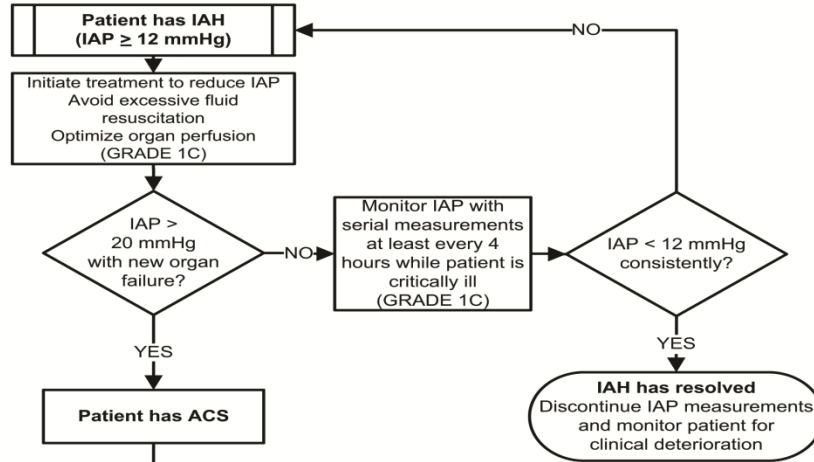 Patient has IAH
(IAP ≥ 12 mmHg)
NO
Initiate treatment to reduce IAP
Avoid excessive fluid
resuscitation
Optimize organ perfusion
(GRADE 1C)
IAP >
20 mmHg
with new organ
failure?
NO
Monitor IAP with
serial measurements
at least every 4
hours while patient is
critically ill
(GRADE 1C)
IAP < 12 mmHg
consistently?
YES
YES
Patient has ACS
IAH has resolved
Discontinue IAP measurements
and monitor patient for
clinical deterioration